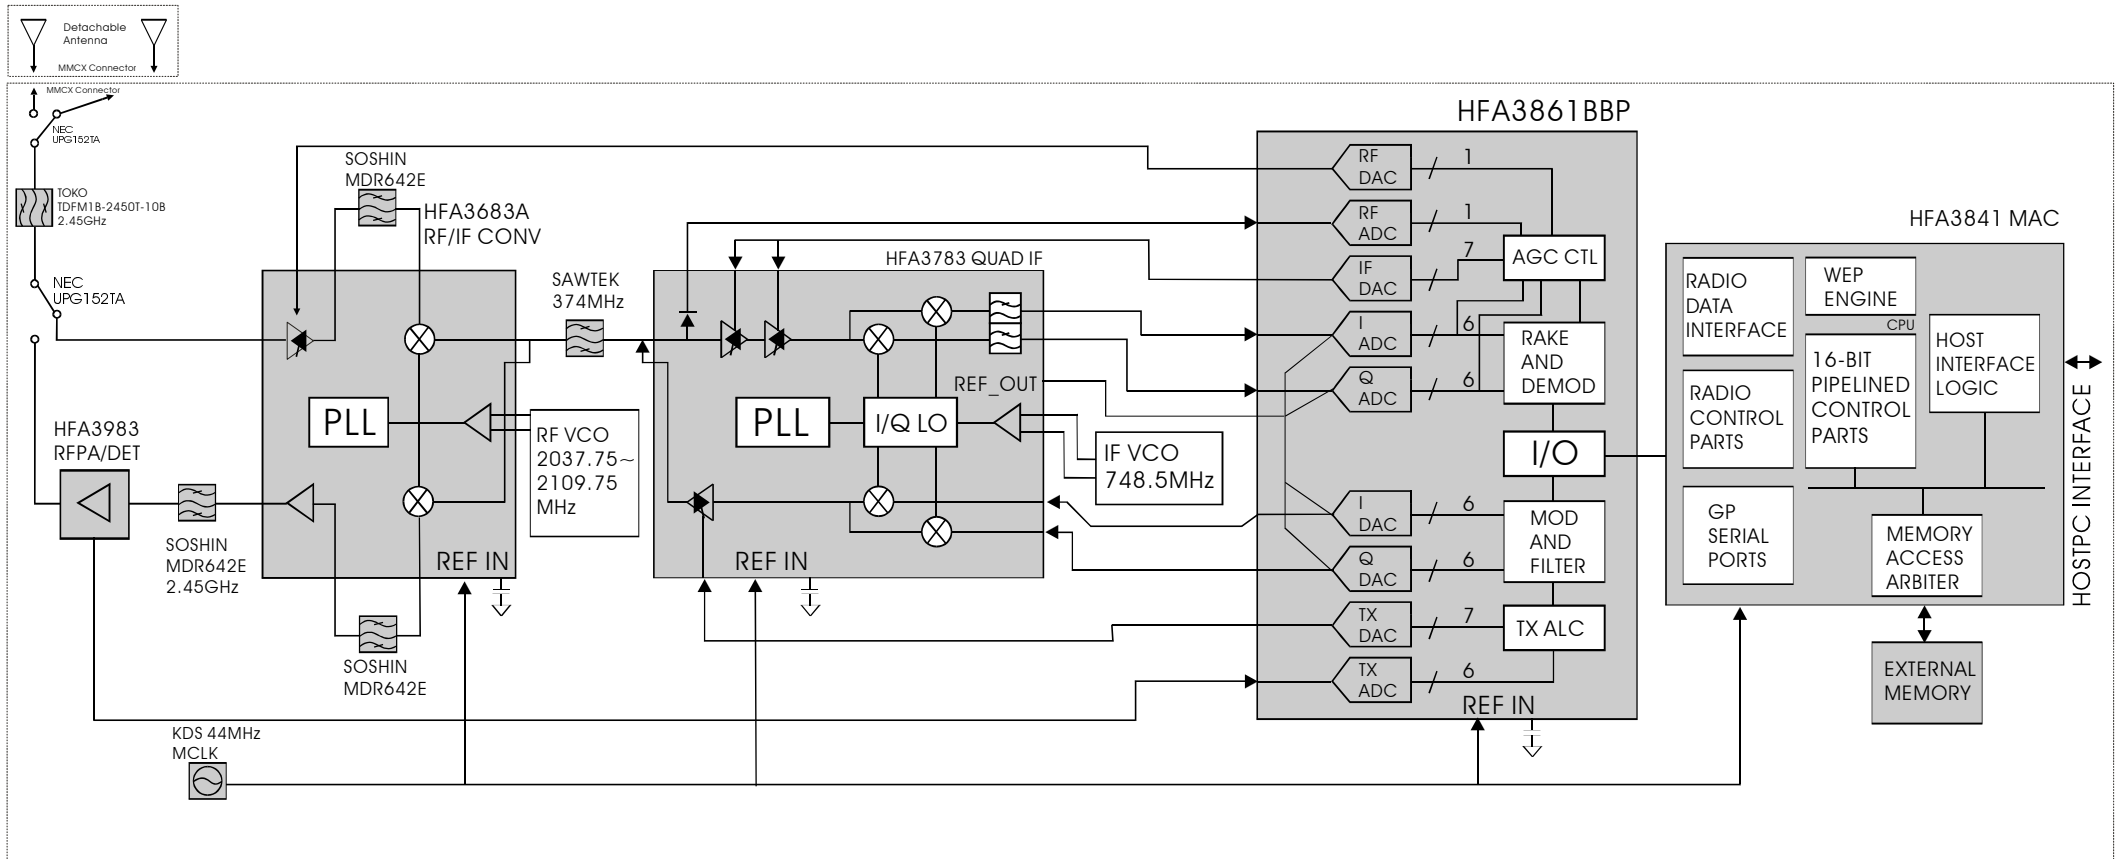 Detachable
Antenna
MMCX Connector
MMCX Connector
NEC
UPG152TA
TOKO
TDFM1B-2450T-10B
2.45GHz
NEC
UPG152TA
HFA3983
RFPA/DET
SOSHIN
MDR642E
2.45GHz
KDS 44MHz
MCLK
SOSHIN
MDR642E
HFA3683A
RF/IF CONV
PLL
RF VCO
2037.75~
2109.75
MHz
REF IN
SOSHIN
MDR642E
SAWTEK
374MHz
HFA3783 QUAD IF
REF_OUT
PLL
I/Q LO
IF VCO
748.5MHz
REF IN
HFA3861BBP
RF
DAC
1
RF
ADC
1
IF
DAC
7
I
ADC
6
Q
ADC
6
I
DAC
6
Q
DAC
6
TX
DAC
7
TX
ADC
6
AGC CTL
RAKE
AND
DEMOD
I/O
MOD
AND
FILTER
TX ALC
REF IN
HFA3841 MAC
RADIO
DATA
INTERFACE
RADIO
CONTROL
PARTS
GP
SERIAL
PORTS
WEP
ENGINE
CPU
16-BIT
PIPELINED
CONTROL
PARTS
HOST
INTERFACE
LOGIC
MEMORY
ACCESS
ARBITER
EXTERNAL
MEMORY
HOSTPC INTERFACE